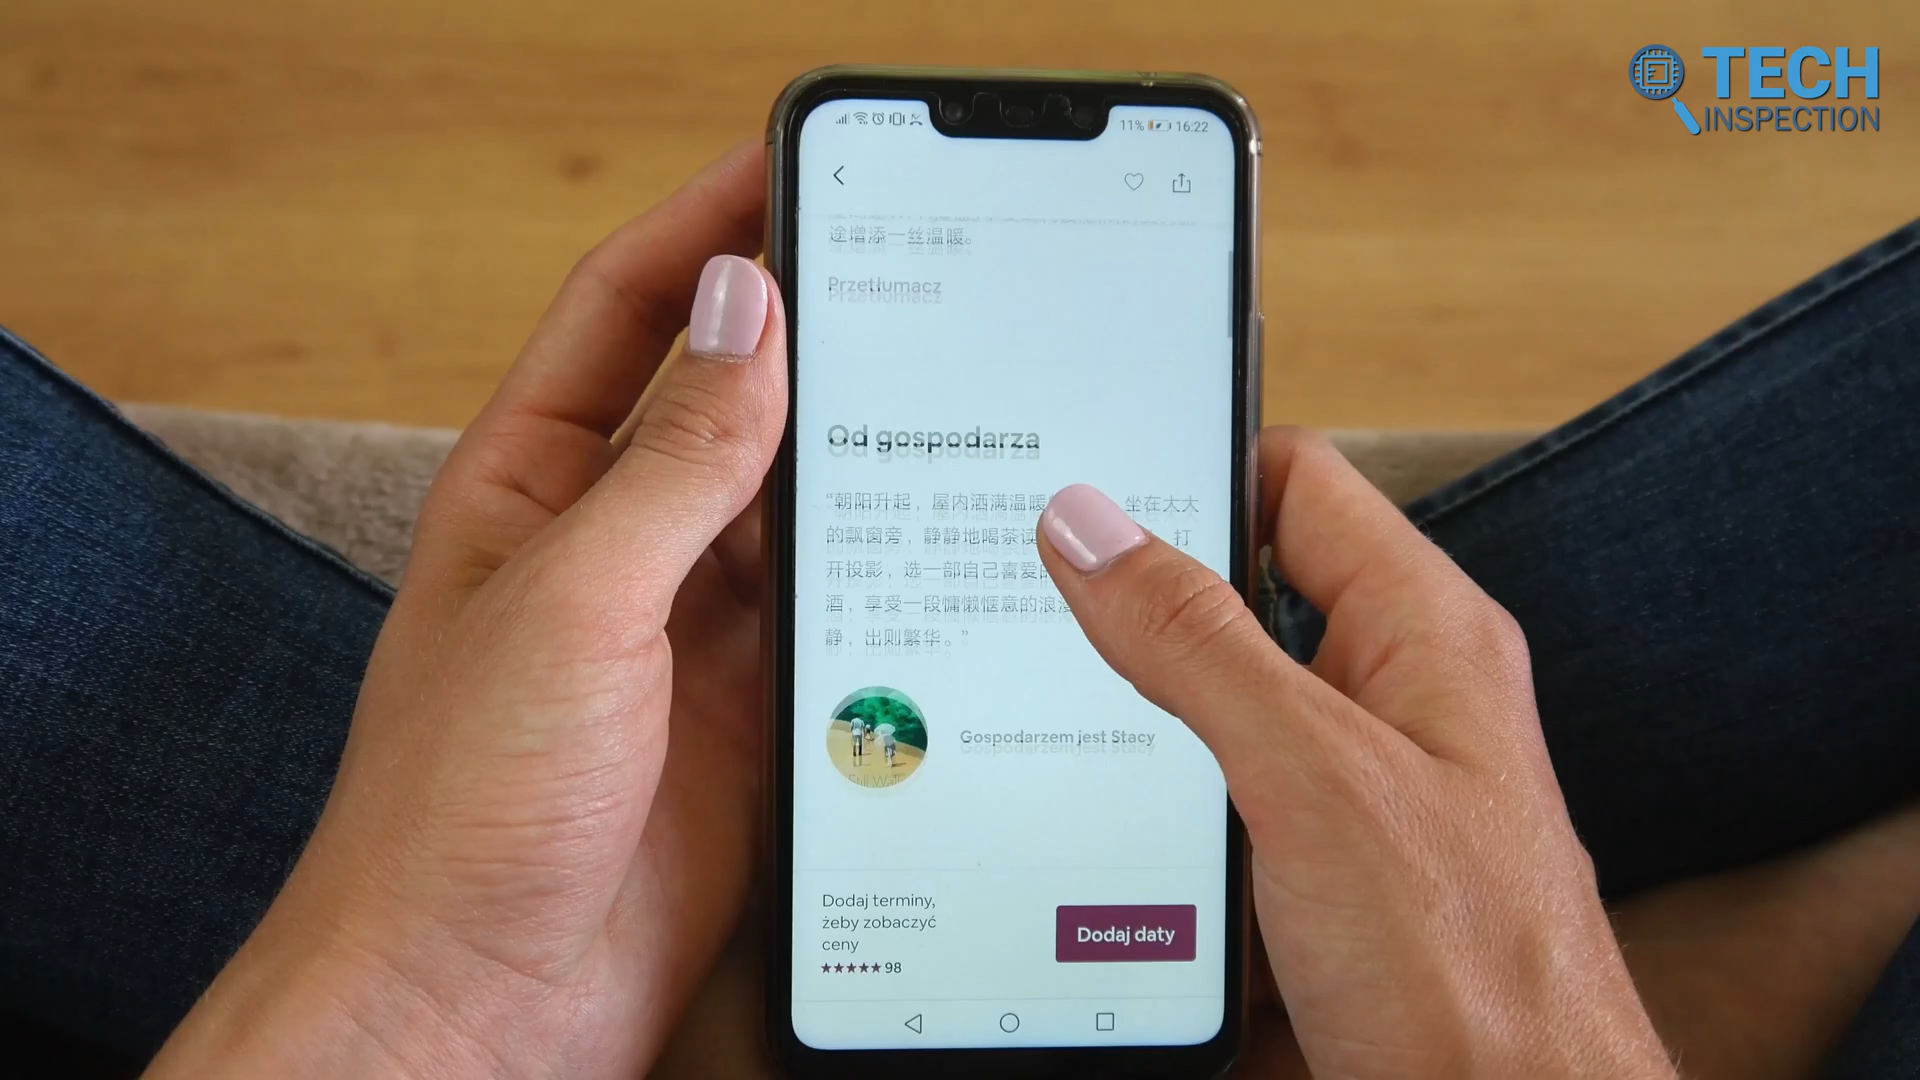 TECH
INSPECTION
11% 16:22
途增添一丝温暖。
Przetłumacz
Od gospodarza
“朝阳升起，屋内洒满温暖 坐在大大
的飘窗旁，静静地喝茶读 打
开投影，选一部自己喜爱的
酒，享受一段慵懒惬意的浪漫
静，出则繁华。”
Gospodarzem jest Stacy
Dodaj terminy,
żeby zobaczyć
ceny
★★★★★ 98
Dodaj daty